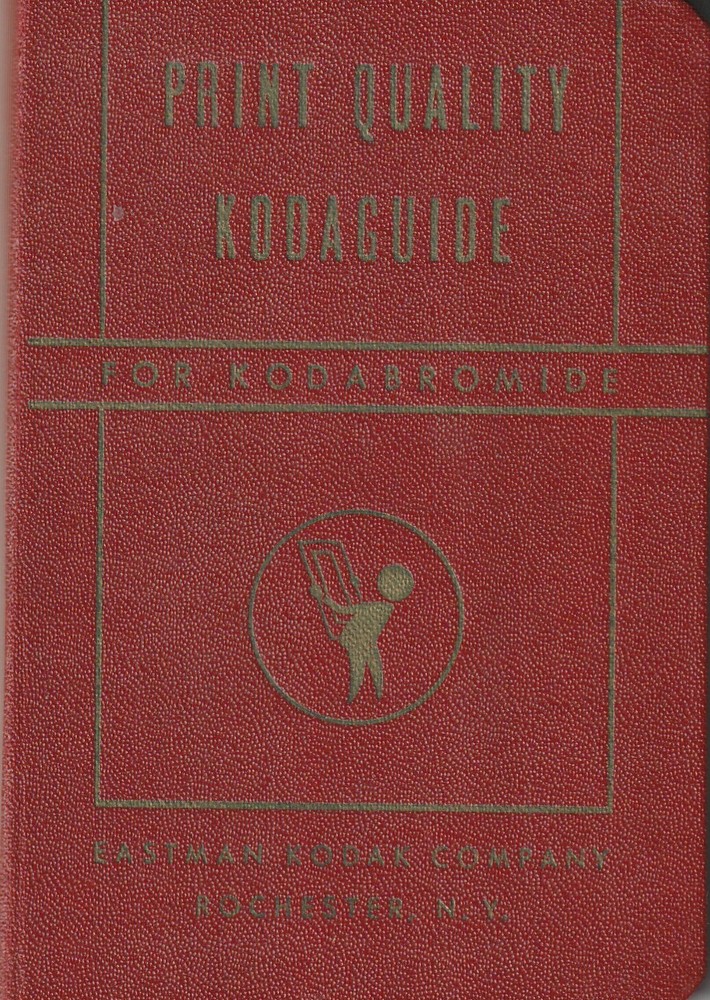 PRINT QUALITY
KODAGUIDE
FOR KODABROMIDE
EASTMAN KODAK COMPANY
ROCHESTER, N.Y.